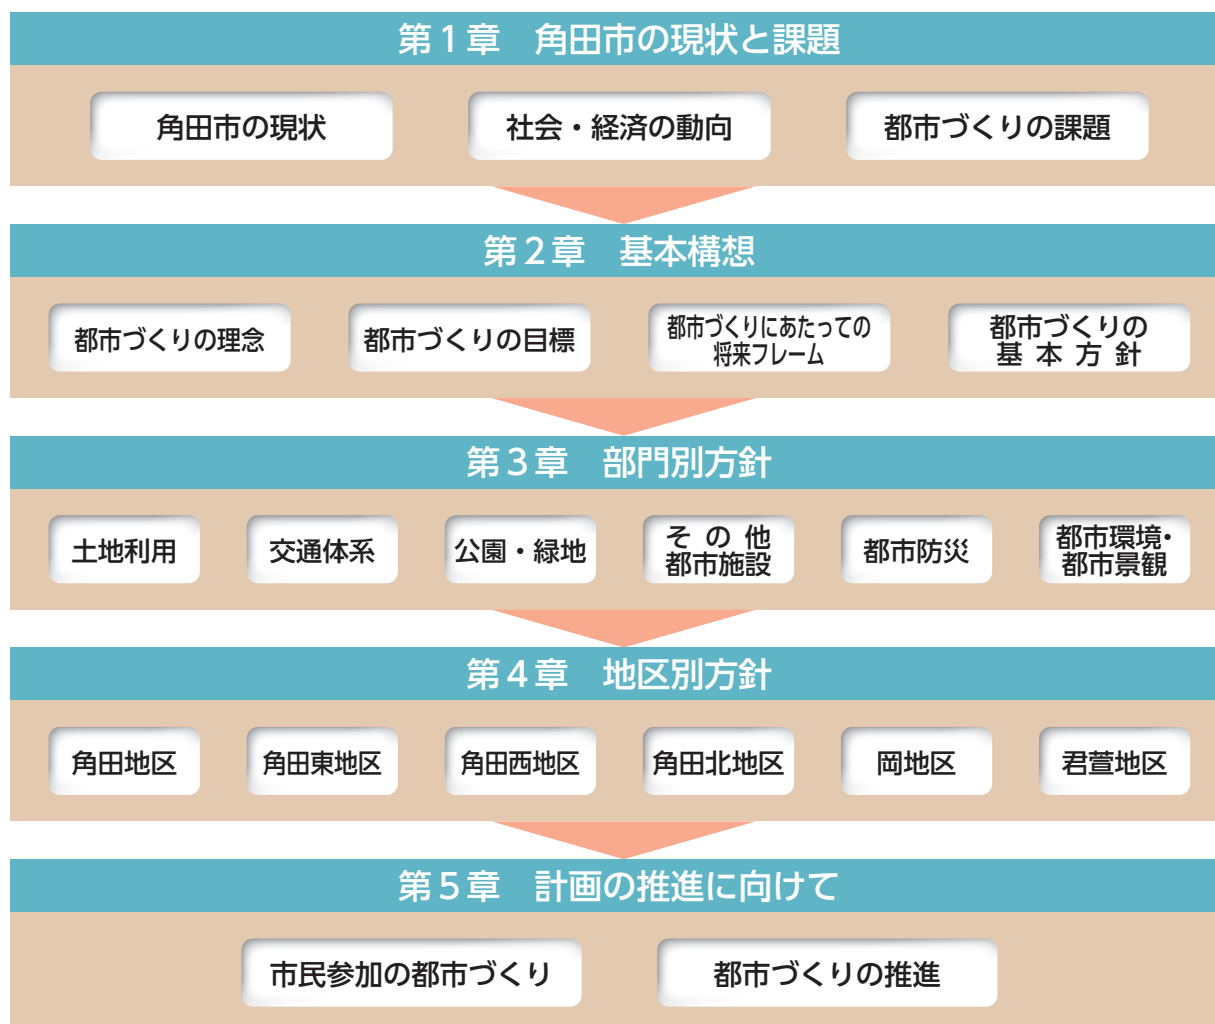 第1章　角田市の現状と課題
角田市の現状
社会・経済の動向
都市づくりの課題
第2章　基本構想
都市づくりの理念
都市づくりの目標
都市づくりにあたっての
将来フレーム
都市づくりの
基本方針
第3章　部門別方針
土地利用
交通体系
公園・緑地
その他
都市施設
都市防災
都市環境・
都市景観
第4章　地区別方針
角田地区
角田東地区
角田西地区
角田北地区
岡地区
君萱地区
第5章　計画の推進に向けて
市民参加の都市づくり
都市づくりの推進